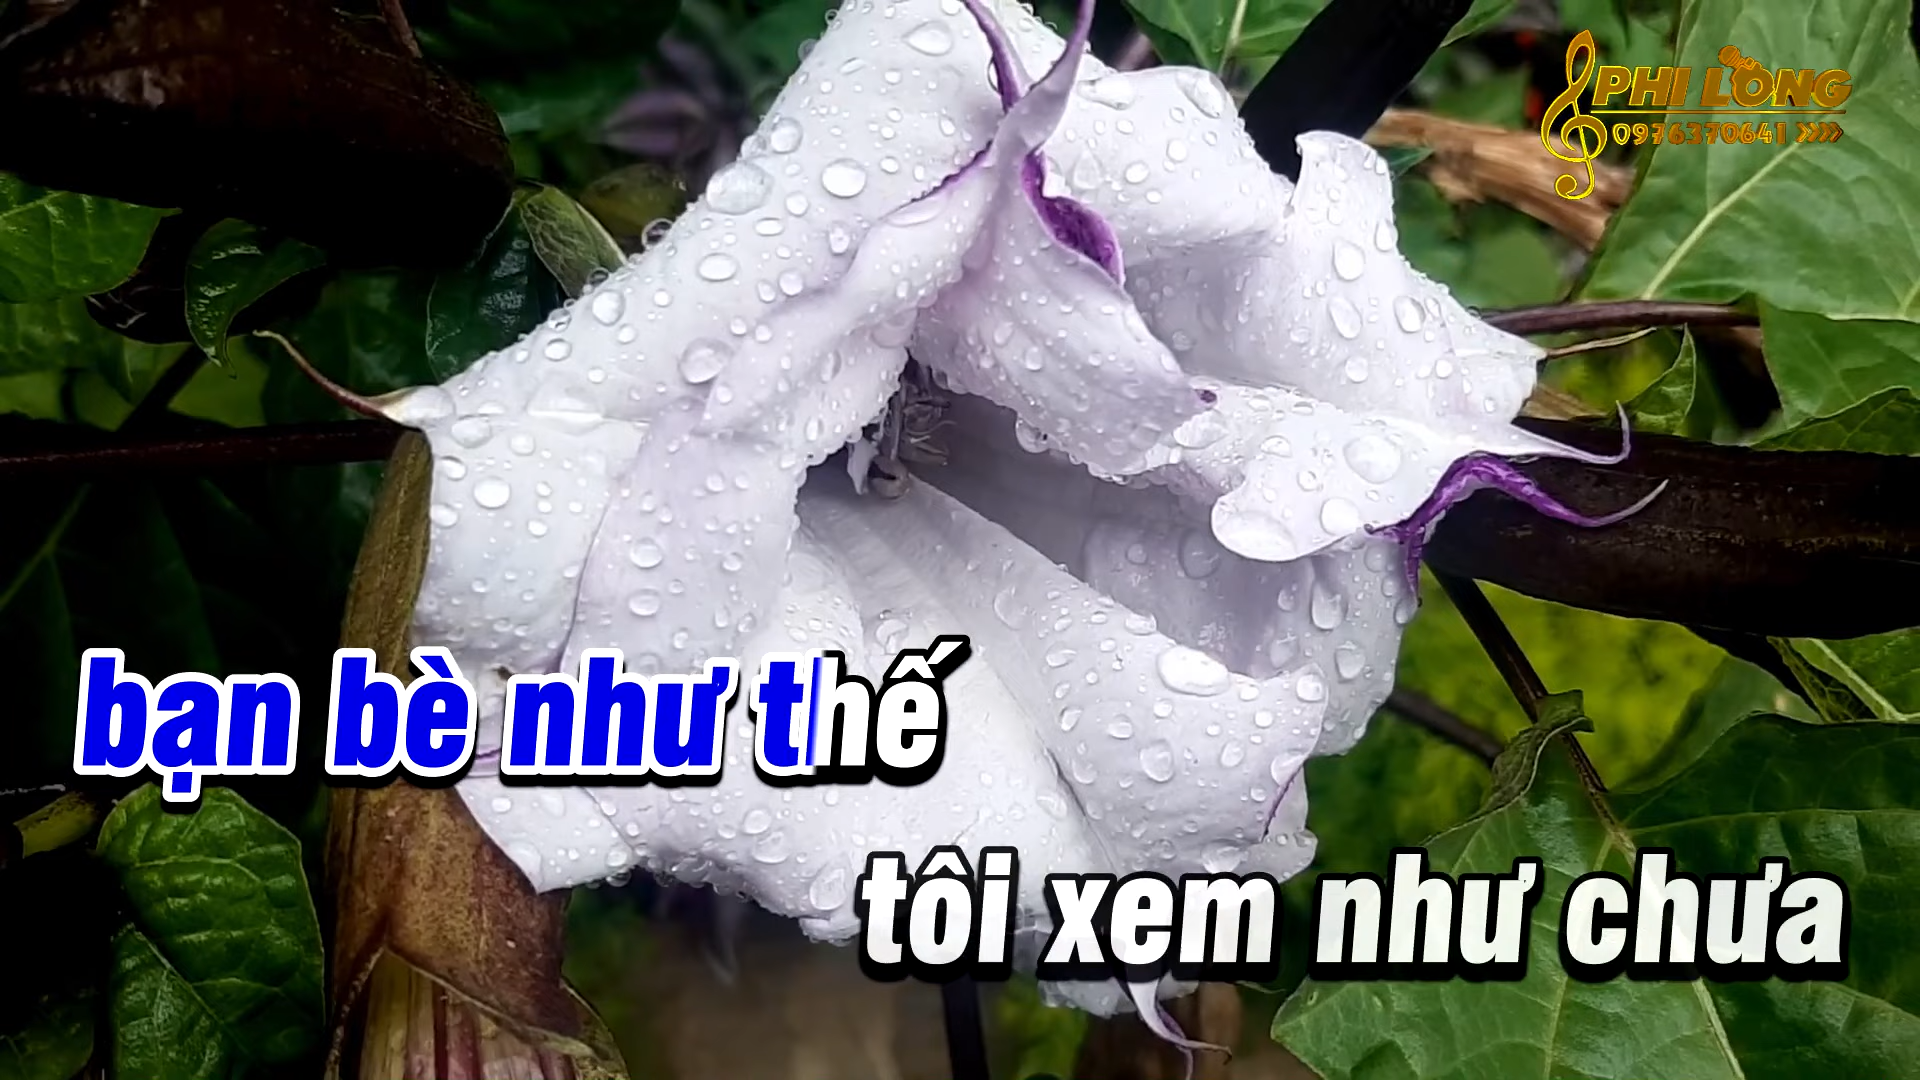 PHI LONG
0976370641
bạn bè như thế
tôi xem như chưa